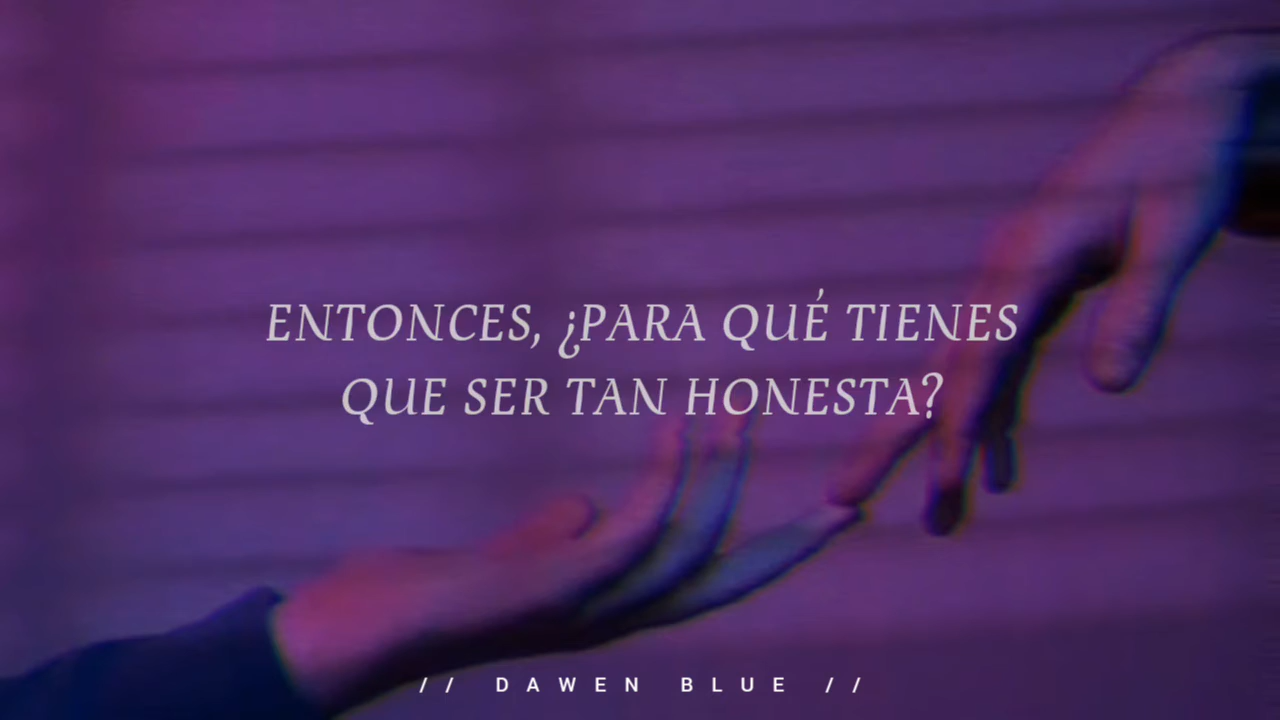 ENTONCES, ¿PARA QUÉ TIENES
QUE SER TAN HONESTA?
// DAWEN BLUE //